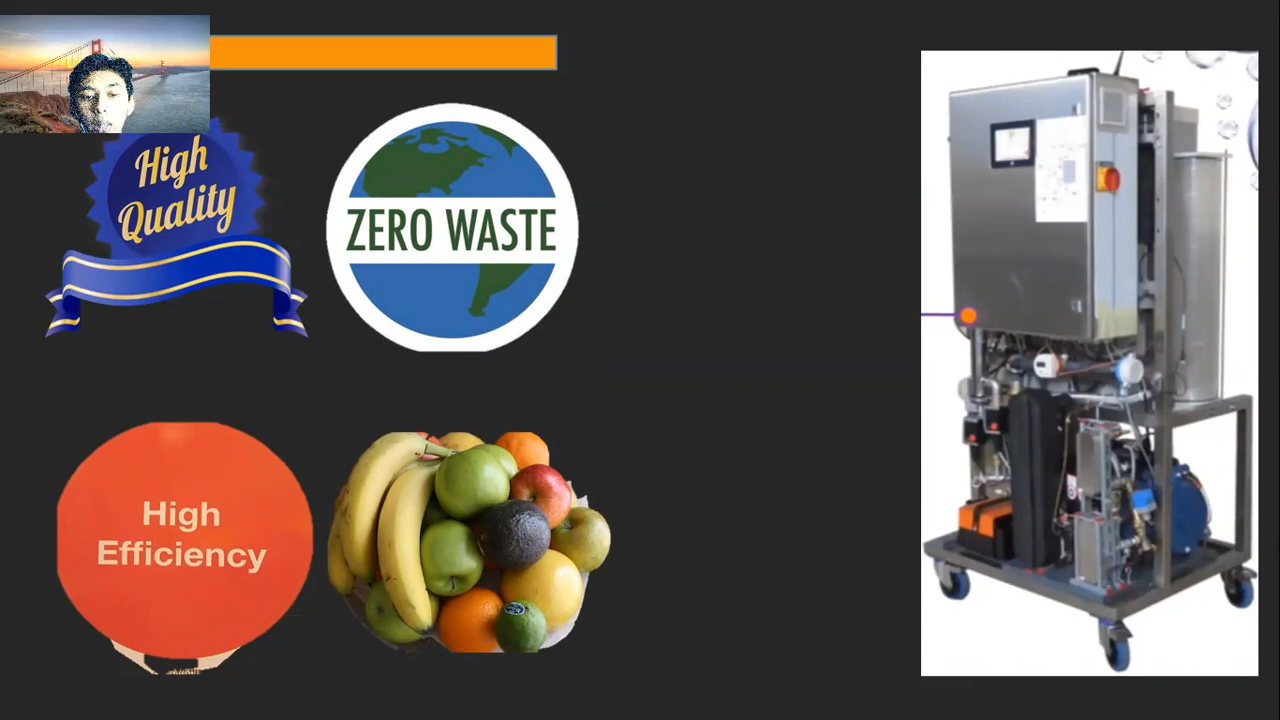 High
Quality
ZERO WASTE
High
Efficiency